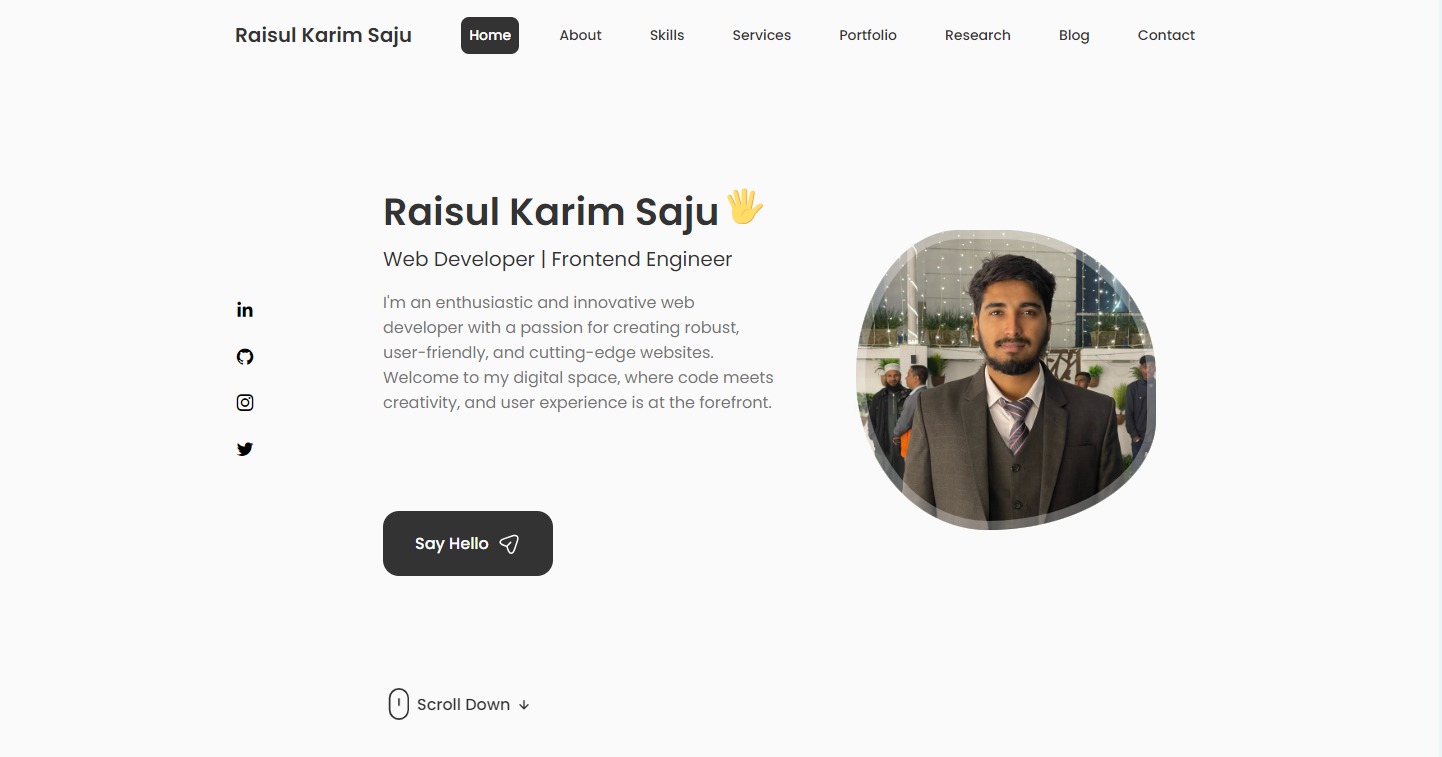 Raisul Karim Saju
Home
About
Skills
Services
Portfolio
Research
Blog
Contact
Raisul Karim Saju
Web Developer | Frontend Engineer
I'm an enthusiastic and innovative web
developer with a passion for creating robust,
user-friendly, and cutting-edge websites.
Welcome to my digital space, where code meets
creativity, and user experience is at the forefront.
Say Hello
Scroll Down